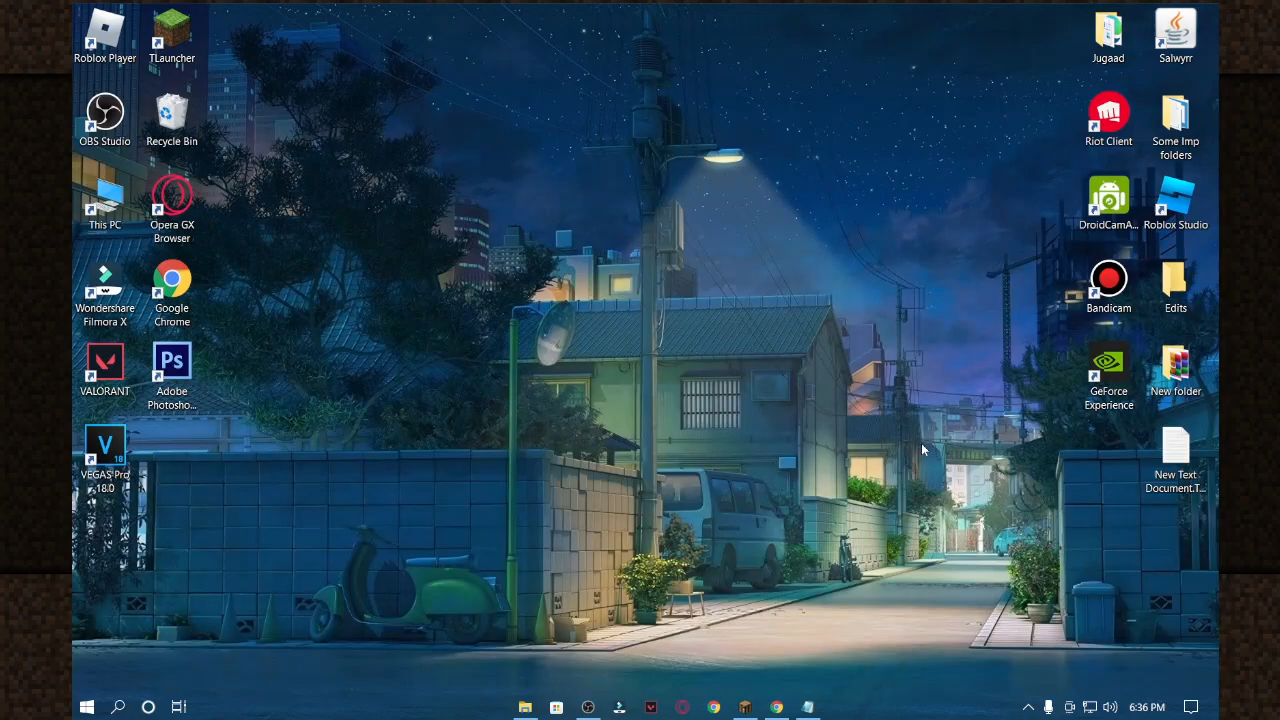 Roblox Player
TLauncher
OBS Studio
Recycle Bin
This PC
Opera GX
Browser
Wondershare
Filmora X
Google
Chrome
VALORANT
Ps
Adobe
Photosho...
V
18
VEGAS Pro
18.0
Jugaad
Salwyrr
Riot Client
Some Imp
folders
DroidCamA...
Roblox Studio
Bandicam
Edits
GeForce
Experience
New folder
New Text
Document.T...
6:36 PM